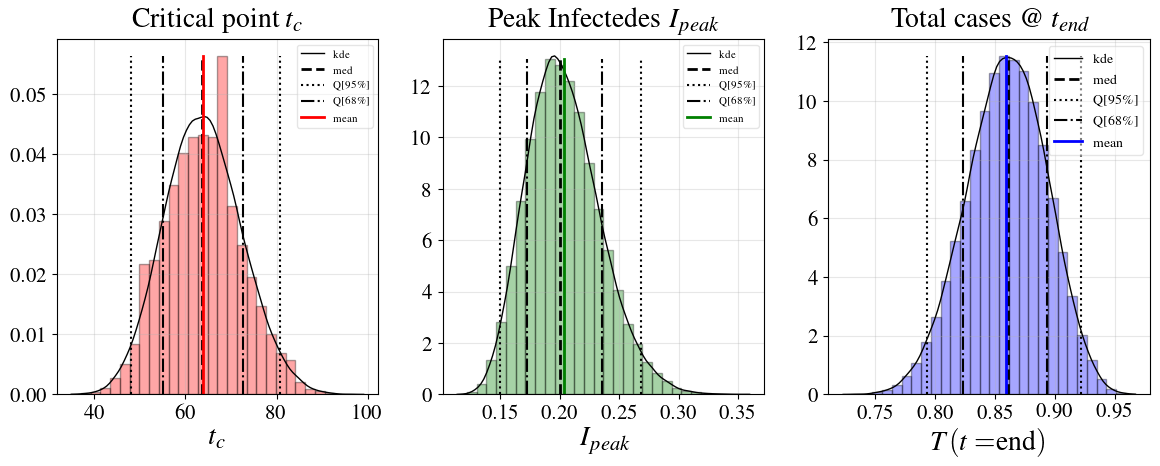 Critical point t_c
0.00
0.01
0.02
0.03
0.04
0.05
40
60
80
100
t_c
kde
med
Q[95%]
Q[68%]
mean
Peak Infectedes I_peak
0
2
4
6
8
10
12
0.15
0.20
0.25
0.30
0.35
I_peak
kde
med
Q[95%]
Q[68%]
mean
Total cases @ t_end
0
2
4
6
8
10
12
0.75
0.80
0.85
0.90
0.95
T (t =end)
kde
med
Q[95%]
Q[68%]
mean